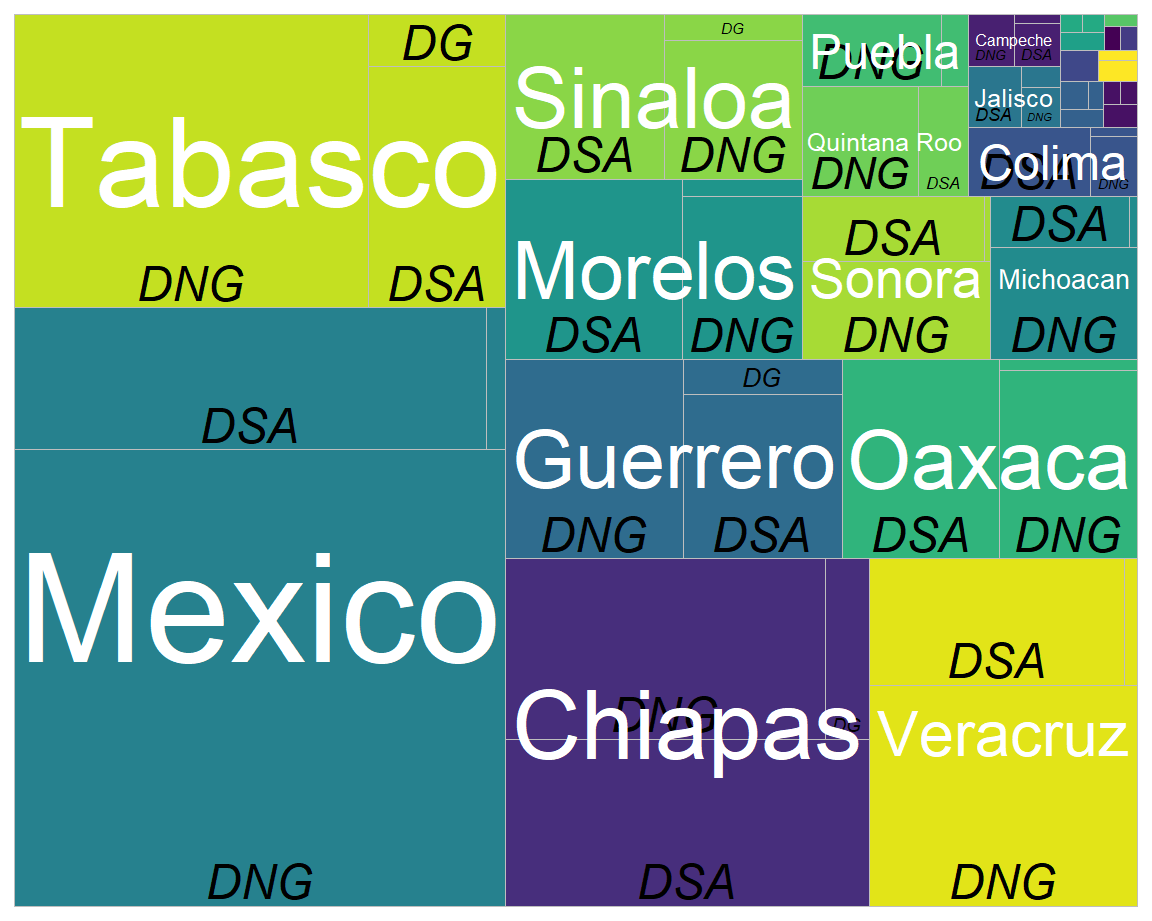 DG
Tabasco
DNG
DSA
DSA
Mexico
DNG
DG
Sinaloa
DSA
DNG
Morelos
DSA
DNG
Puebla
DNG
Quintana Roo
DNG
DSA
Campeche
DNG
DSA
Jalisco
DSA
DNG
Colima
DSA
DNG
DSA
Sonora
DNG
DSA
Michoacan
DNG
DG
Guerrero
DNG
DSA
Oaxaca
DSA
DNG
DNG
DG
Chiapas
DSA
DSA
Veracruz
DNG